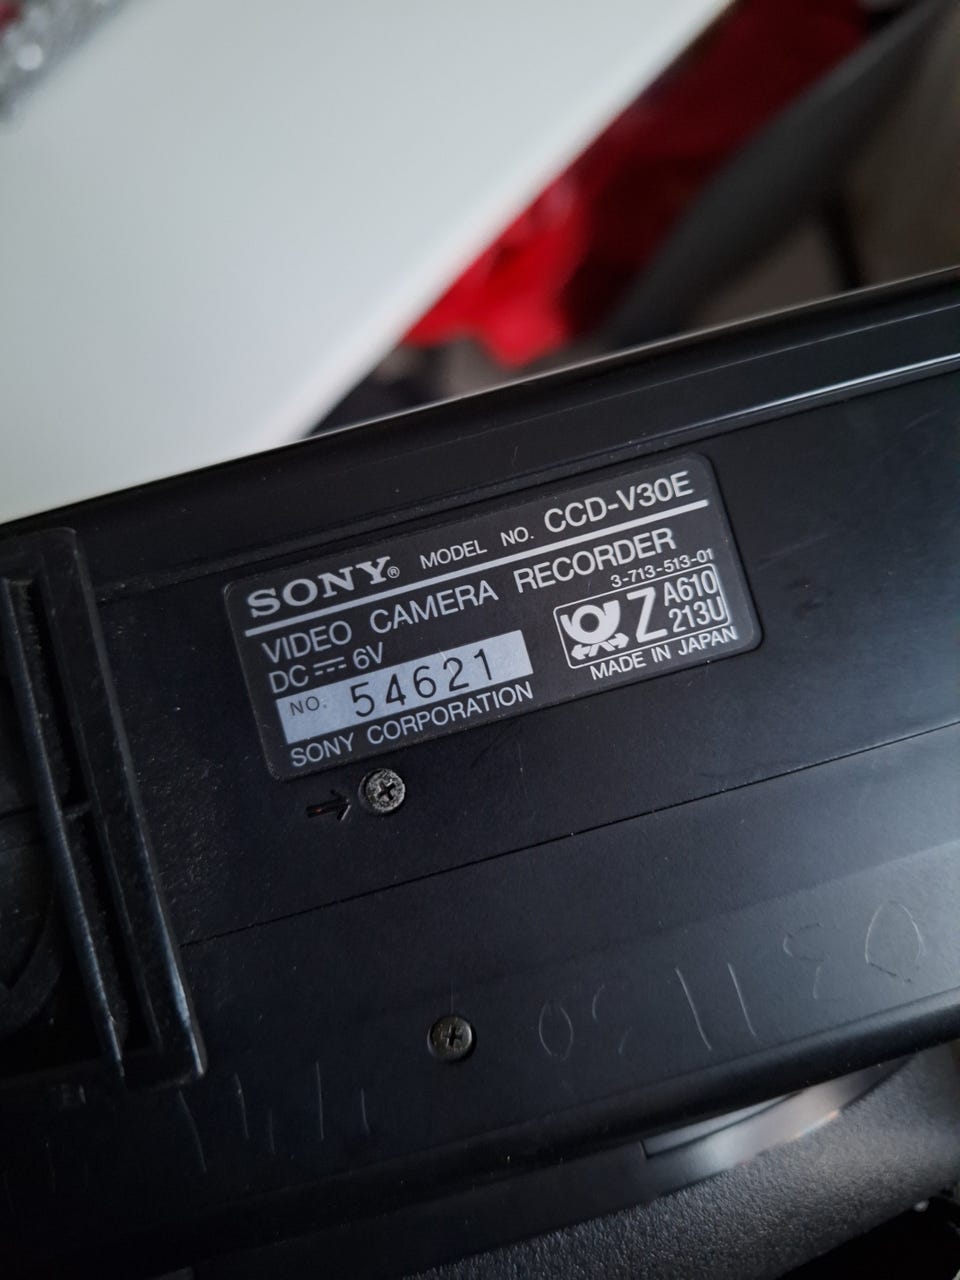 SONY® MODEL NO. CCD-V30E
VIDEO CAMERA RECORDER
3-713-513-01
DC 6V
Z A610
213U
NO. 54621
MADE IN JAPAN
SONY CORPORATION